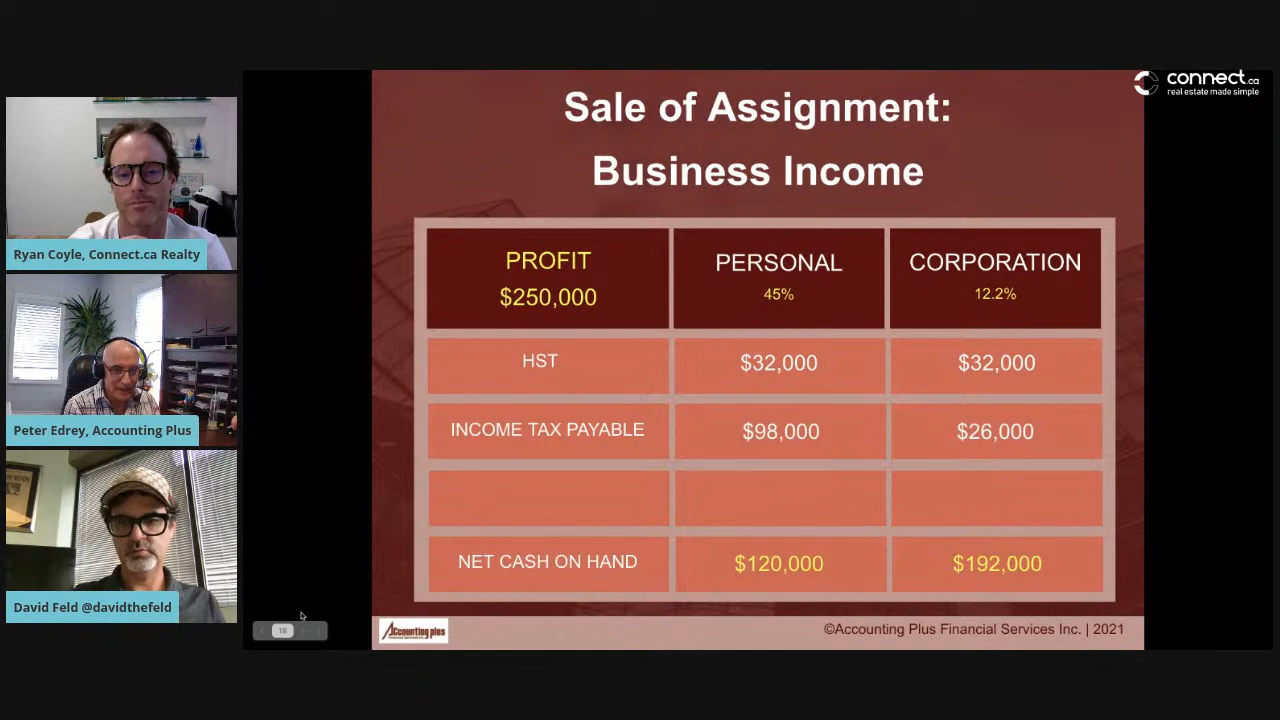 connect.ca
real estate made simple
Sale of Assignment:
Business Income
PROFIT
$250,000
PERSONAL
45%
CORPORATION
12.2%
HST
$32,000
$32,000
INCOME TAX PAYABLE
$98,000
$26,000
NET CASH ON HAND
$120,000
$192,000
Accounting plus
©Accounting Plus Financial Services Inc. | 2021
Ryan Coyle, Connect.ca Realty
Peter Edrey, Accounting Plus
David Feld @davidthefeld
18